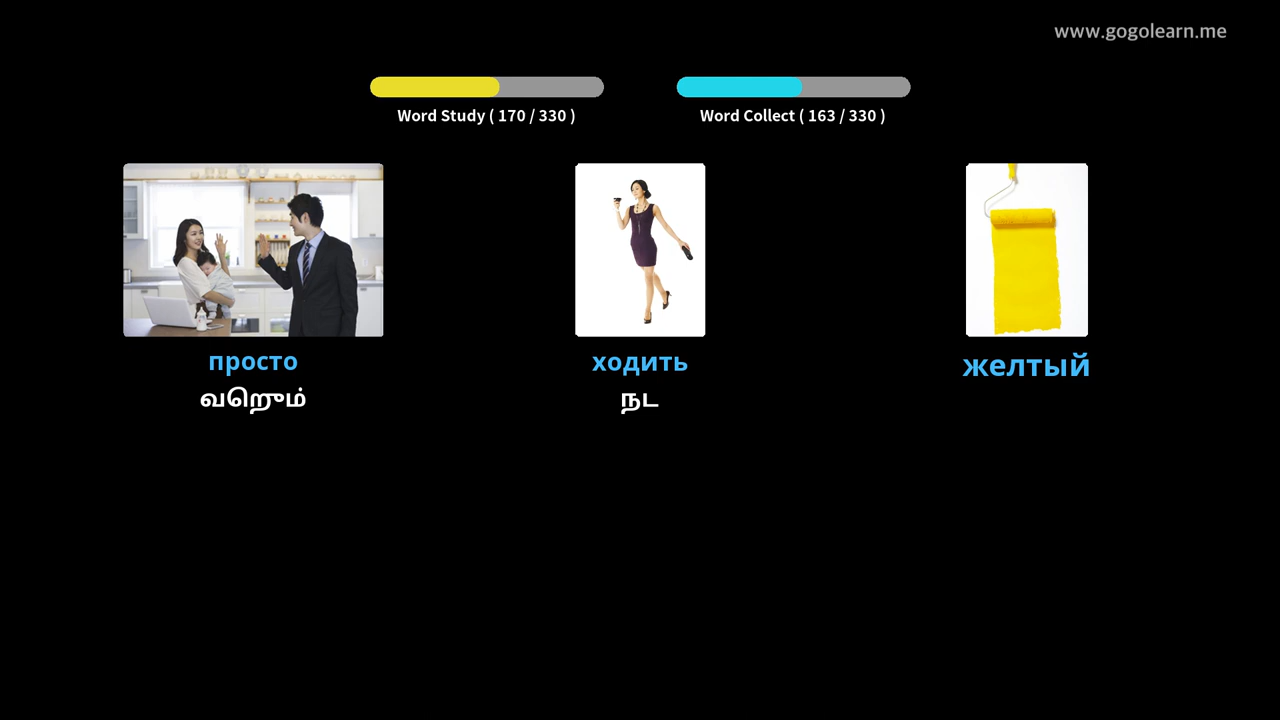 www.gogolearn.me
Word Study ( 170 / 330 )
Word Collect ( 163 / 330 )
просто
வறெும்
ходить
நட
желтый